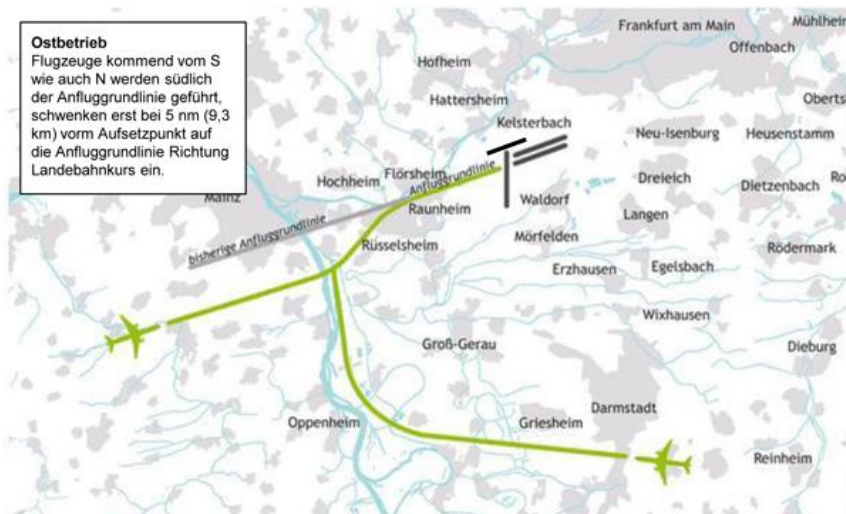 Ostbetrieb
Flugzeuge kommend vom S
wie auch N werden südlich
der Anfluggrundlinie geführt,
schwenken erst bei 5 nm (9,3
km) vorm Aufsetzpunkt auf
die Anfluggrundlinie Richtung
Landebahnkurs ein.
Frankfurt am Main
Mühlheim
Offenbach
Hofheim
Hattersheim
Obertsh
Kelsterbach
Neu-Isenburg
Heusenstamm
Flörsheim
Hochheim
Anfluggrundlinie
Dreieich
Dietzenbach
Ro
Mainz
Raunheim
Waldorf
Langen
bisherige Anfluggrundlinie
Rüsselsheim
Mörfelden
Rödermark
Erzhausen
Egelsbach
Wixhausen
Groß-Gerau
Dieburg
Oppenheim
Griesheim
Darmstadt
Reinheim